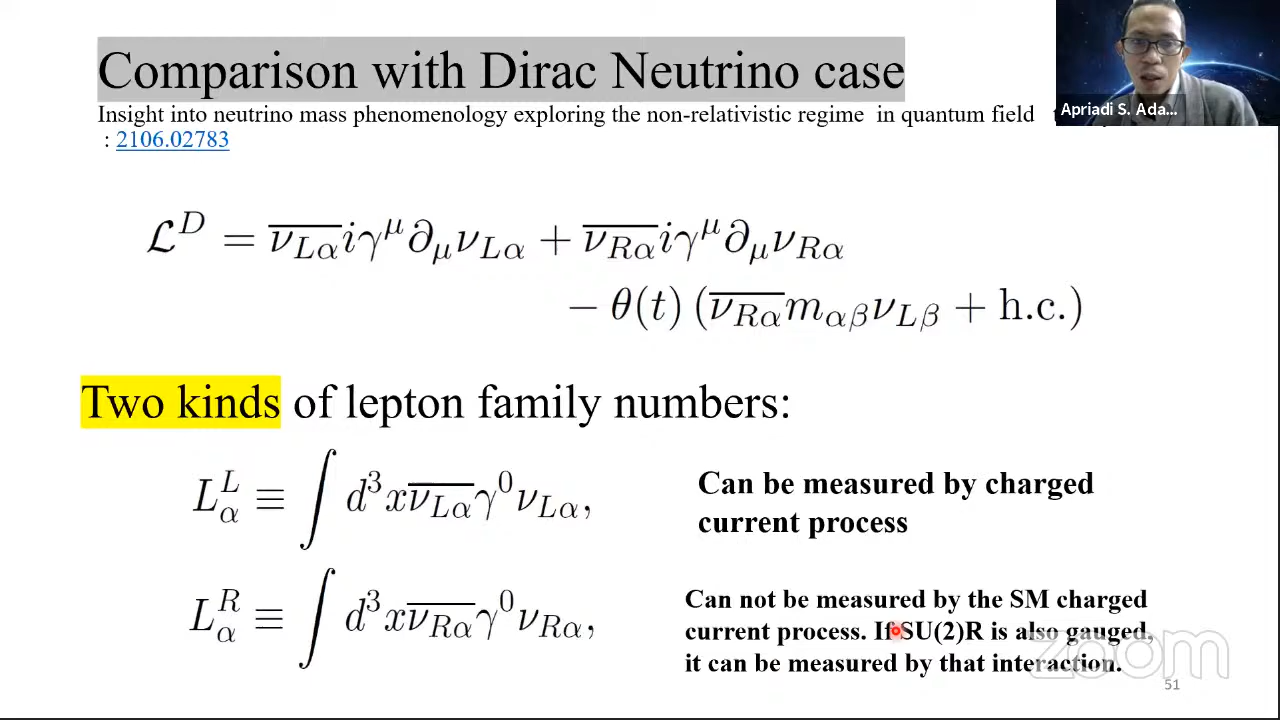 Comparison with Dirac Neutrino case
Insight into neutrino mass phenomenology exploring the non-relativistic regime in quantum field
: 2106.02783
Apriadi S. Ada...
ℒ^D = \overline{ν_{Lα}} iγ^μ ∂_μ ν_{Lα} + \overline{ν_{Rα}} iγ^μ ∂_μ ν_{Rα}
− θ(t) (\overline{ν_{Rα}} m_{αβ} ν_{Lβ} + h.c.)
Two kinds of lepton family numbers:
L_α^L ≡ ∫ d^3x \overline{ν_{Lα}} γ^0 ν_{Lα},
Can be measured by charged
current process
L_α^R ≡ ∫ d^3x \overline{ν_{Rα}} γ^0 ν_{Rα},
Can not be measured by the SM charged
current process. If SU(2)R is also gauged,
it can be measured by that interaction.
zoom
51